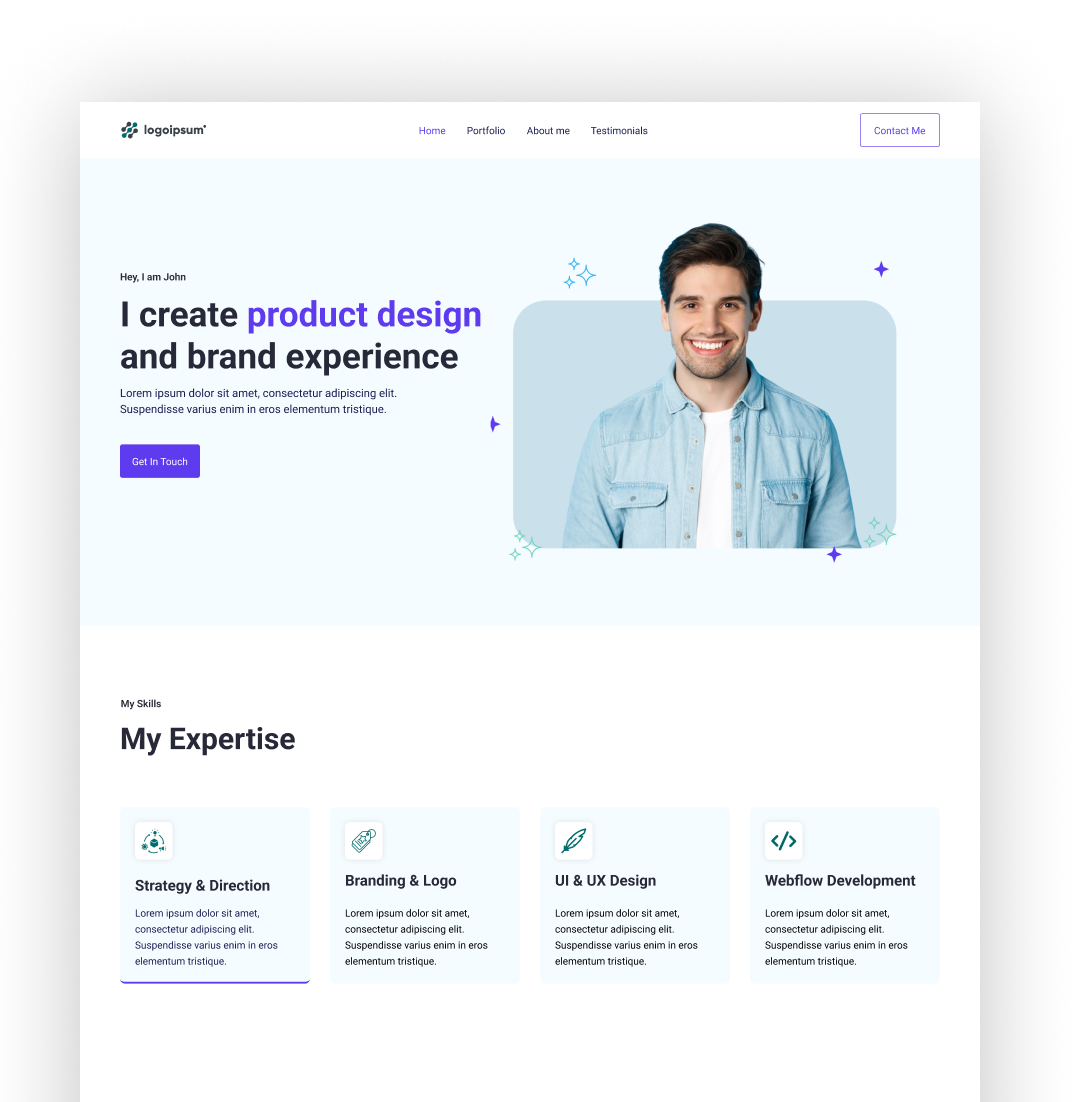 logoipsum
Home
Portfolio
About me
Testimonials
Contact Me
Hey, I am John
I create product design
and brand experience
Lorem ipsum dolor sit amet, consectetur adipiscing elit.
Suspendisse varius enim in eros elementum tristique.
Get In Touch
My Skills
My Expertise
Strategy & Direction
Lorem ipsum dolor sit amet,
consectetur adipiscing elit.
Suspendisse varius enim in eros
elementum tristique.
Branding & Logo
Lorem ipsum dolor sit amet,
consectetur adipiscing elit.
Suspendisse varius enim in eros
elementum tristique.
UI & UX Design
Lorem ipsum dolor sit amet,
consectetur adipiscing elit.
Suspendisse varius enim in eros
elementum tristique.
Webflow Development
Lorem ipsum dolor sit amet,
consectetur adipiscing elit.
Suspendisse varius enim in eros
elementum tristique.